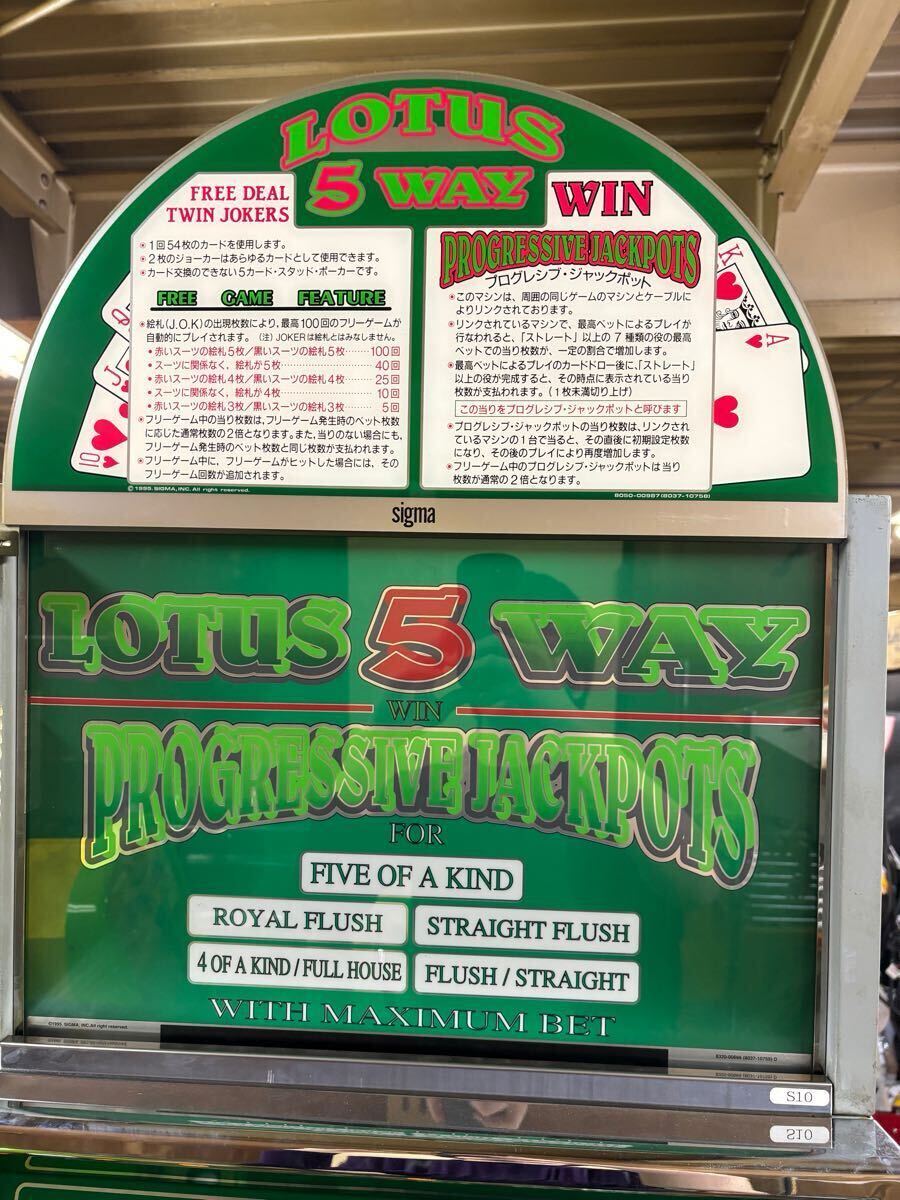 LOTUS
5 WAY
FREE DEAL
TWIN JOKERS
1回54枚のカードを使用します。
2枚のジョーカーはあらゆるカードとして使用できます。
カード交換のできない5カード・スタッド・ポーカーです。
FREE GAME FEATURE
絵札(J.O.K)の出現枚数により、最高100回のフリーゲームが
自動的にプレイされます。(注)JOKERは絵札とはみなしません。
・赤いスーツの絵札5枚/黒いスーツの絵札5枚………100回
・スーツに関係なく、絵札が5枚………40回
・赤いスーツの絵札4枚/黒いスーツの絵札4枚………25回
・スーツに関係なく、絵札が4枚………10回
・赤いスーツの絵札3枚/黒いスーツの絵札3枚………5回
フリーゲーム中の当り枚数は、フリーゲーム発生時のベット枚数
に応じた通常枚数の2倍となります。また、当りのない場合にも、
フリーゲーム発生時のベット枚数と同じ枚数が支払われます。
フリーゲーム中に、フリーゲームがヒットした場合には、その
フリーゲーム回数が追加されます。
©1995. SIGMA, INC. All rights reserved.
WIN
PROGRESSIVE JACKPOTS
プログレシブ・ジャックポット
このマシンは、周囲の同じゲームのマシンとケーブルに
よりリンクされております。
リンクされているマシンで、最高ベットによるプレイが
行なわれると、「ストレート」以上の7種類の役の最高
ベットでの当り枚数が、一定の割合で増加します。
最高ベットによるプレイのカードドロー後に、「ストレート」
以上の役が完成すると、その時点に表示されている当り
枚数が支払われます。(1枚未満切り上げ)
この当りをプログレシブ・ジャックポットと呼びます
プログレシブ・ジャックポットの当り枚数は、リンクされ
ているマシンの1台で当ると、その直後に初期設定枚数
になり、その後のプレイにより再度増加します。
フリーゲーム中のプログレシブ・ジャックポットは当り
枚数が通常の2倍となります。
8050-00987(8037-10758)
Q
J
10
K
A
sigma
LOTUS 5 WAY
WIN
PROGRESSIVE JACKPOTS
FOR
FIVE OF A KIND
ROYAL FLUSH
STRAIGHT FLUSH
4 OF A KIND / FULL HOUSE
FLUSH / STRAIGHT
WITH MAXIMUM BET
©1995. SIGMA, INC. All right reserved.
S10